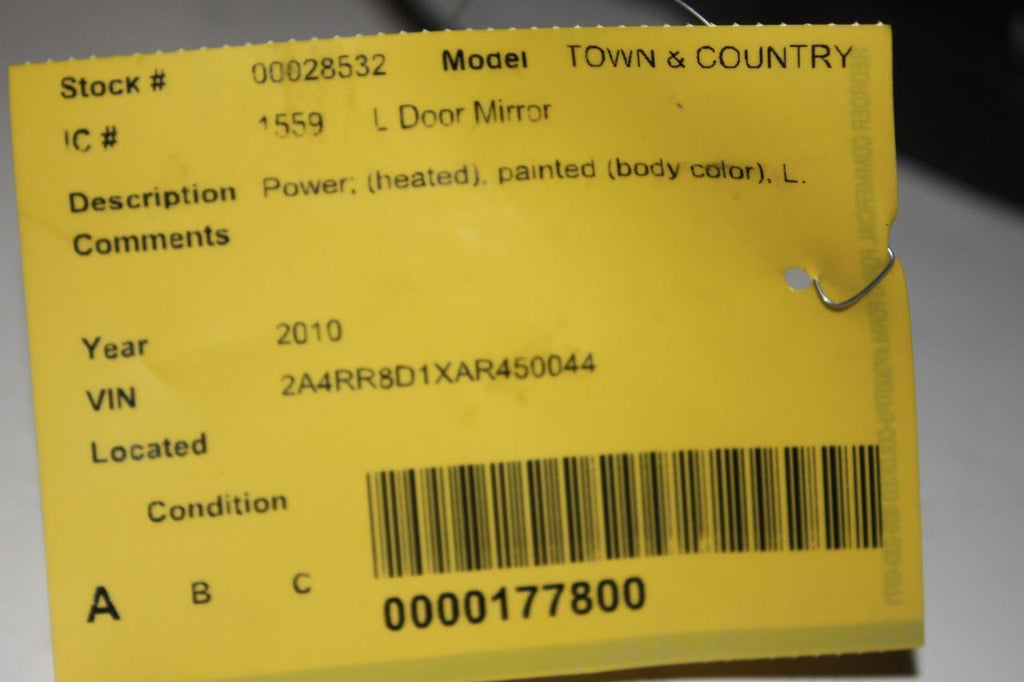 Stock # 00028532 Model TOWN & COUNTRY
IC # 1559 L Door Mirror
Description Power, (heated), painted (body color), L.
Comments
Year 2010
VIN 2A4RR8D1XAR450044
Located
Condition
A B C
0000177800